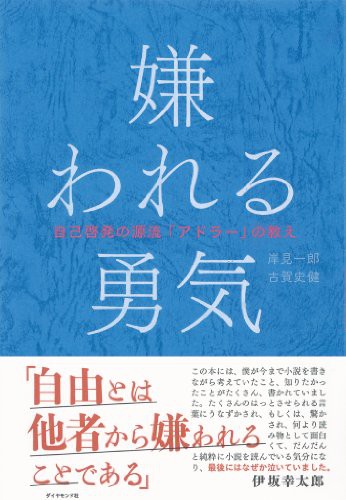 嫌
われる
自己啓発の源流「アドラー」の教え
岸見一郎
古賀史健
勇気
「自由とは
他者から嫌われる
ことである」
この本には、僕が今まで小説を書き
ながら考えていたこと、知りたかっ
たことがたくさん、書かれていまし
た。たくさんのはっとさせられる言
葉にうなずかされ、もしくは、驚か
され、何より読み物として面白
くて、だんだん
と純粋に小説を読んでいる気分にな
り、最後にはなぜか泣いていました。
伊坂幸太郎
ダイヤモンド社